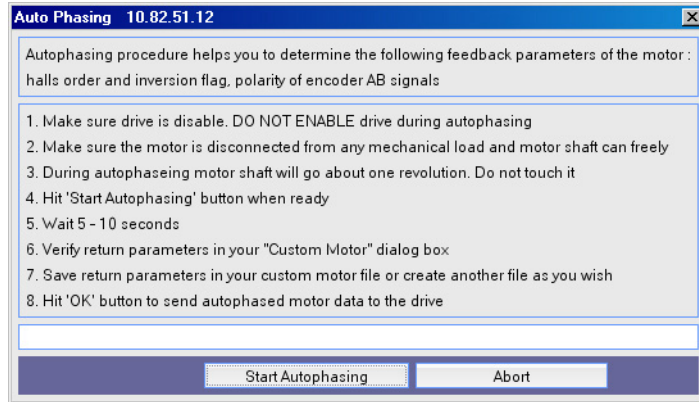 Auto Phasing 10.82.51.12
Autophasing procedure helps you to determine the following feedback parameters of the motor :
halls order and inversion flag, polarity of encoder AB signals
1. Make sure drive is disable. DO NOT ENABLE drive during autophasing
2. Make sure the motor is disconnected from any mechanical load and motor shaft can freely
3. During autophaseing motor shaft will go about one revolution. Do not touch it
4. Hit 'Start Autophasing' button when ready
5. Wait 5 - 10 seconds
6. Verify return parameters in your "Custom Motor" dialog box
7. Save return parameters in your custom motor file or create another file as you wish
8. Hit 'OK' button to send autophased motor data to the drive
Start Autophasing Abort